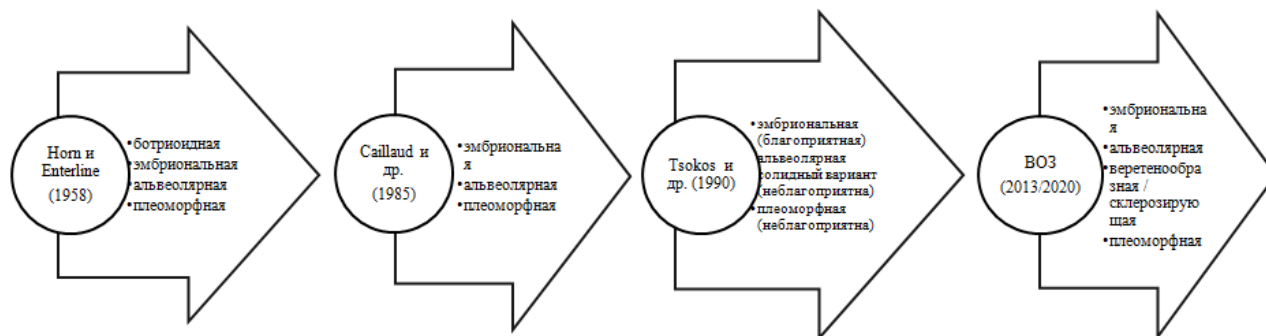 Horn и
Enterline
(1958)
•ботриоидная
•эмбриональная
•альвеолярная
•плеоморфная
Caillaud и
др.
(1985)
•эмбриональна
я
•альвеолярная
•плеоморфная
Tsokos и
др. (1990)
•эмбриональная
(благоприятная)
альвеолярная
солидный вариант
(неблагоприятна)
•плеоморфная
(неблагоприятна)
ВОЗ
(2013/2020)
•эмбриональна
я
•альвеолярная
•веретенообра
зная /
склерозирую
щая
•плеоморфная